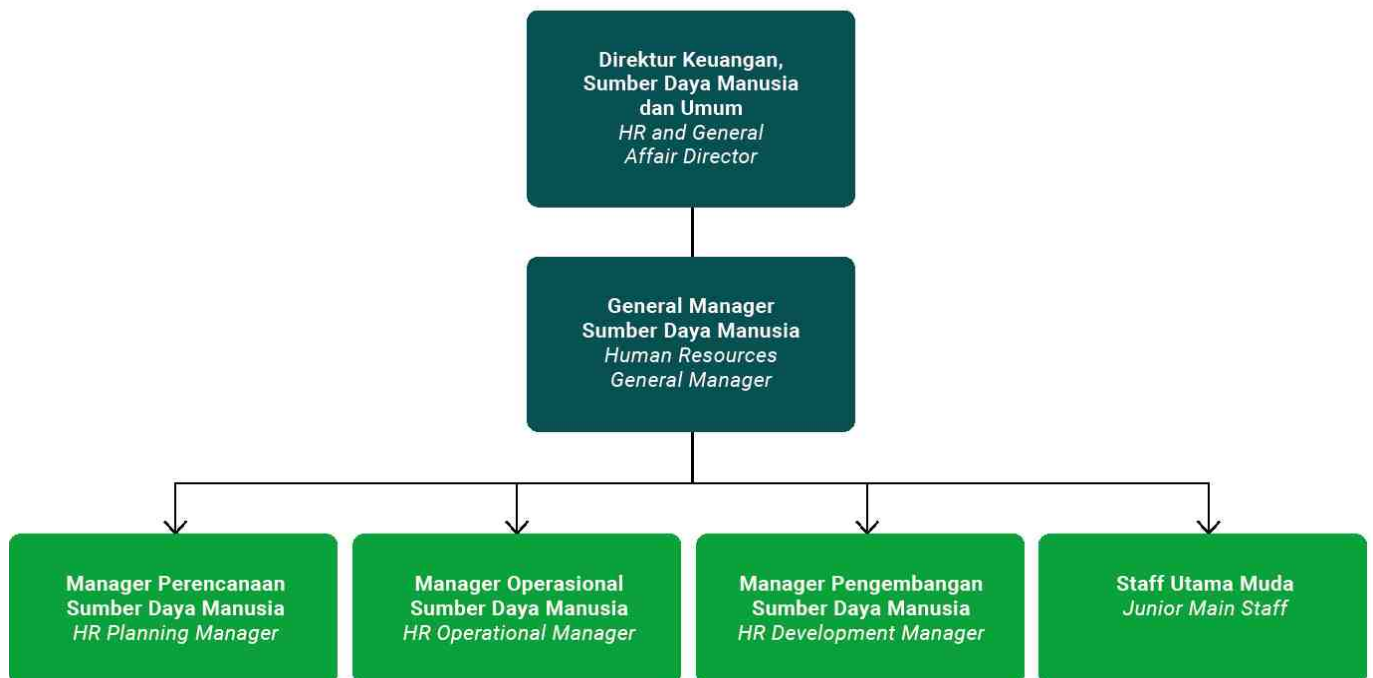 Direktur Keuangan,
Sumber Daya Manusia
dan Umum
HR and General
Affair Director
General Manager
Sumber Daya Manusia
Human Resources
General Manager
Manager Perencanaan
Sumber Daya Manusia
HR Planning Manager
Manager Operasional
Sumber Daya Manusia
HR Operational Manager
Manager Pengembangan
Sumber Daya Manusia
HR Development Manager
Staff Utama Muda
Junior Main Staff